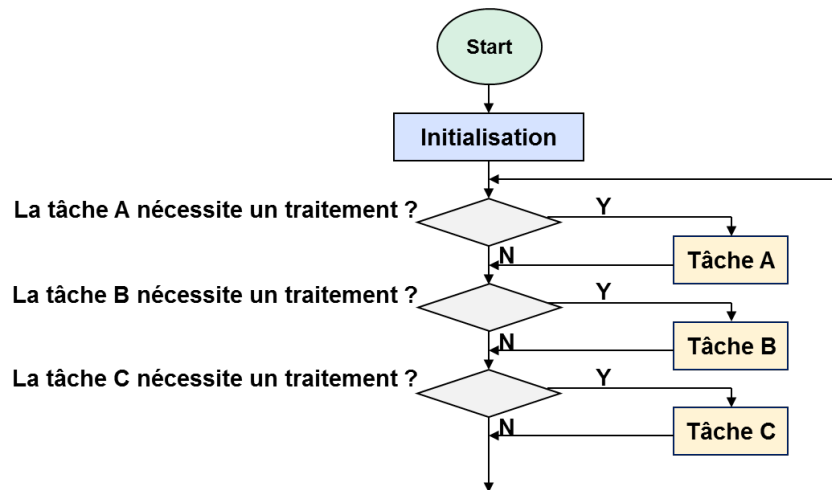 Start
Initialisation
La tâche A nécessite un traitement ?
Y
N
Tâche A
La tâche B nécessite un traitement ?
Y
N
Tâche B
La tâche C nécessite un traitement ?
Y
N
Tâche C